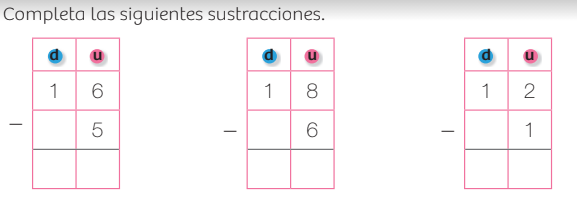 Completa las siguientes sustracciones.
d u d u d u
1 6 1 8 1 2
− 5 − 6 − 1